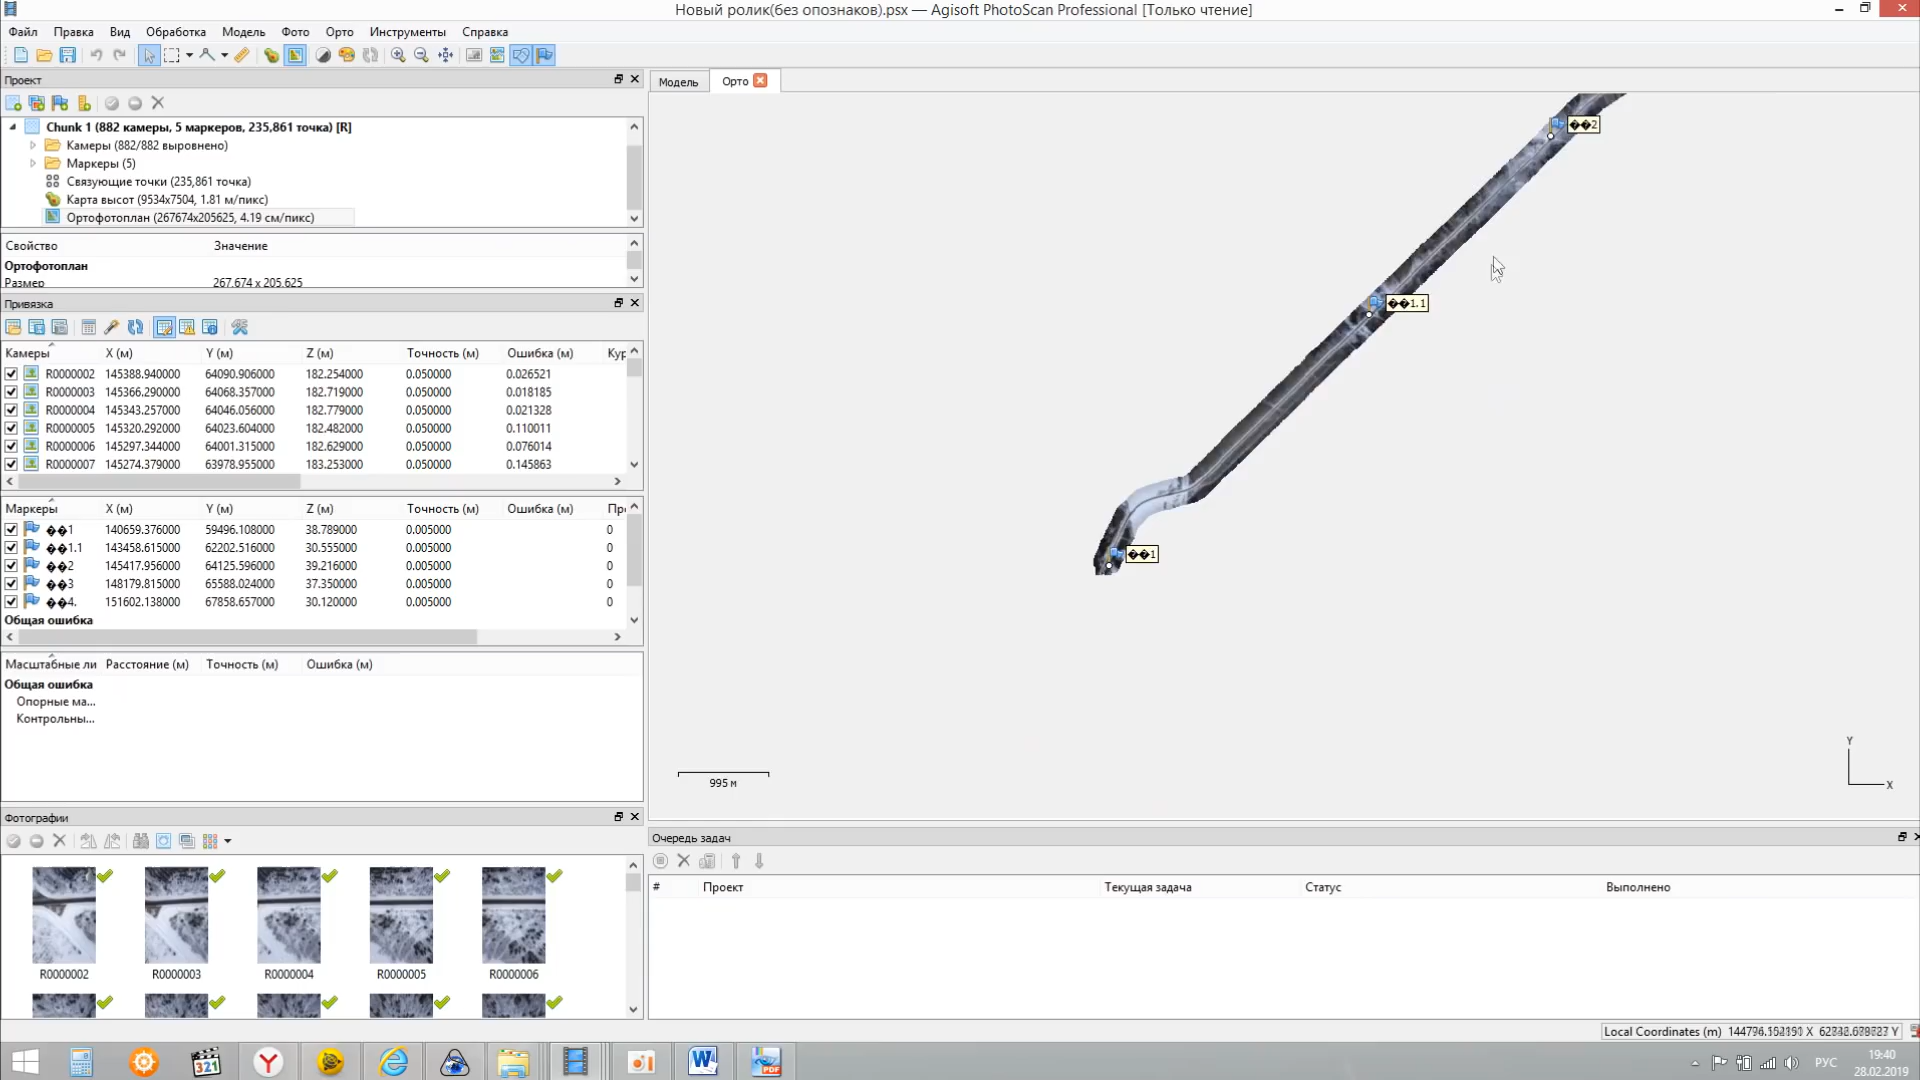 Новый ролик(без опознаков).psx — Agisoft PhotoScan Professional [Только чтение]
Файл Правка Вид Обработка Модель Фото Орто Инструменты Справка
Проект
Chunk 1 (882 камеры, 5 маркеров, 235,861 точка) [R]
Камеры (882/882 выровнено)
Маркеры (5)
Связующие точки (235,861 точка)
Карта высот (9534x7504, 1.81 м/пикс)
Ортофотоплан (267674x205625, 4.19 см/пикс)
Свойство Значение
Ортофотоплан
Размер 267,674 x 205,625
Привязка
Камеры X (м) Y (м) Z (м) Точность (м) Ошибка (м) Кур
R0000002 145388.940000 64090.906000 182.254000 0.050000 0.026521
R0000003 145366.290000 64068.357000 182.719000 0.050000 0.018185
R0000004 145343.257000 64046.056000 182.779000 0.050000 0.021328
R0000005 145320.292000 64023.604000 182.482000 0.050000 0.110011
R0000006 145297.344000 64001.315000 182.629000 0.050000 0.076014
R0000007 145274.379000 63978.955000 183.253000 0.050000 0.145863
Маркеры X (м) Y (м) Z (м) Точность (м) Ошибка (м) Пр
��1 140659.376000 59496.108000 38.789000 0.005000 0
��1.1 143458.615000 62202.516000 30.555000 0.005000 0
��2 145417.956000 64125.596000 39.216000 0.005000 0
��3 148179.815000 65588.024000 37.350000 0.005000 0
��4. 151602.138000 67858.657000 30.120000 0.005000 0
Общая ошибка
Масштабные ли Расстояние (м) Точность (м) Ошибка (м)
Общая ошибка
Опорные ма...
Контрольны...
Фотографии
R0000002 R0000003 R0000004 R0000005 R0000006
Модель Орто
��2
��1.1
��1
995 м
Y
X
Очередь задач
# Проект Текущая задача Статус Выполнено
Local Coordinates (m)
321
W
PDF
РУС
19:40
28.02.2019